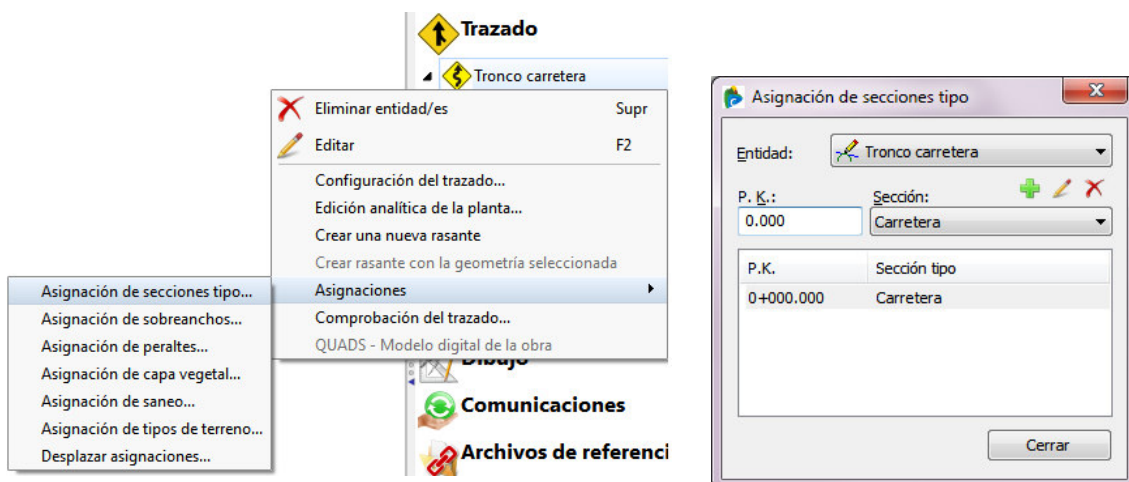 Trazado
Tronco carretera
Eliminar entidad/es Supr
Editar F2
Configuración del trazado...
Edición analítica de la planta...
Crear una nueva rasante
Crear rasante con la geometría seleccionada
Asignaciones
Comprobación del trazado...
QUADS - Modelo digital de la obra
Asignación de secciones tipo...
Asignación de sobreanchos...
Asignación de peraltes...
Asignación de capa vegetal...
Asignación de saneo...
Asignación de tipos de terreno...
Desplazar asignaciones...
Dibujo
Comunicaciones
Archivos de referenci
Asignación de secciones tipo
Entidad: Tronco carretera
P. K.: Sección:
0.000 Carretera
P.K. Sección tipo
0+000.000 Carretera
Cerrar